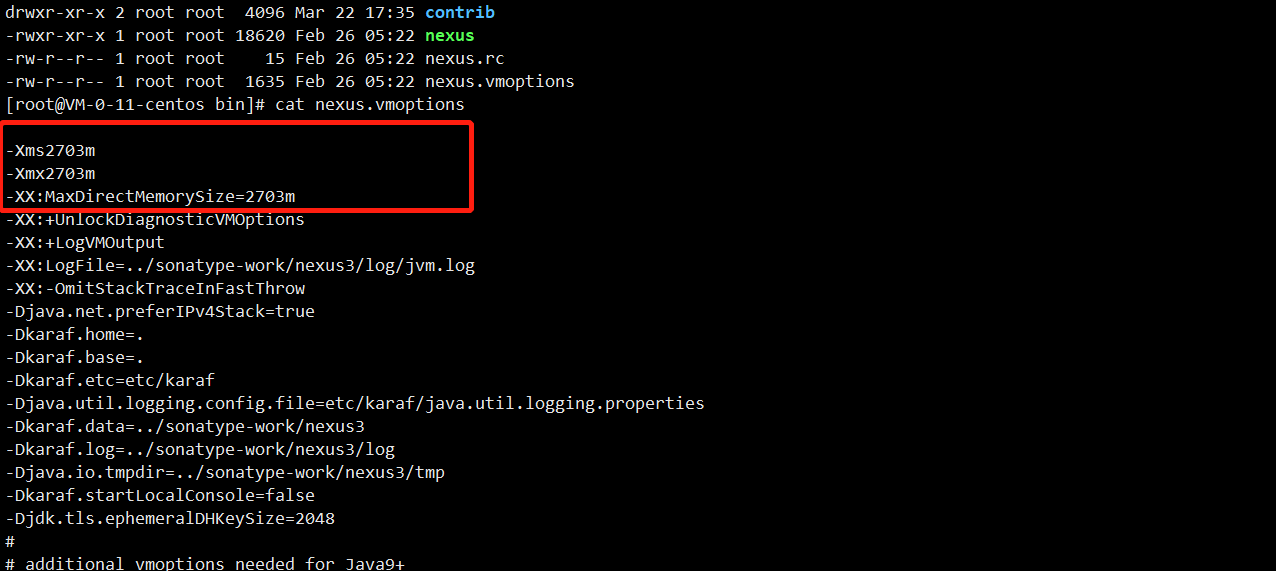 drwxr-xr-x 2 root root  4096 Mar 22 17:35 contrib
-rwxr-xr-x 1 root root 18620 Feb 26 05:22 nexus
-rw-r--r-- 1 root root    15 Feb 26 05:22 nexus.rc
-rw-r--r-- 1 root root  1635 Feb 26 05:22 nexus.vmoptions
[root@VM-0-11-centos bin]# cat nexus.vmoptions
-Xms2703m
-Xmx2703m
-XX:MaxDirectMemorySize=2703m
-XX:+UnlockDiagnosticVMOptions
-XX:+LogVMOutput
-XX:LogFile=../sonatype-work/nexus3/log/jvm.log
-XX:-OmitStackTraceInFastThrow
-Djava.net.preferIPv4Stack=true
-Dkaraf.home=.
-Dkaraf.base=.
-Dkaraf.etc=etc/karaf
-Djava.util.logging.config.file=etc/karaf/java.util.logging.properties
-Dkaraf.data=../sonatype-work/nexus3
-Dkaraf.log=../sonatype-work/nexus3/log
-Djava.io.tmpdir=../sonatype-work/nexus3/tmp
-Dkaraf.startLocalConsole=false
-Djdk.tls.ephemeralDHKeySize=2048
#
# additional vmoptions needed for Java9+